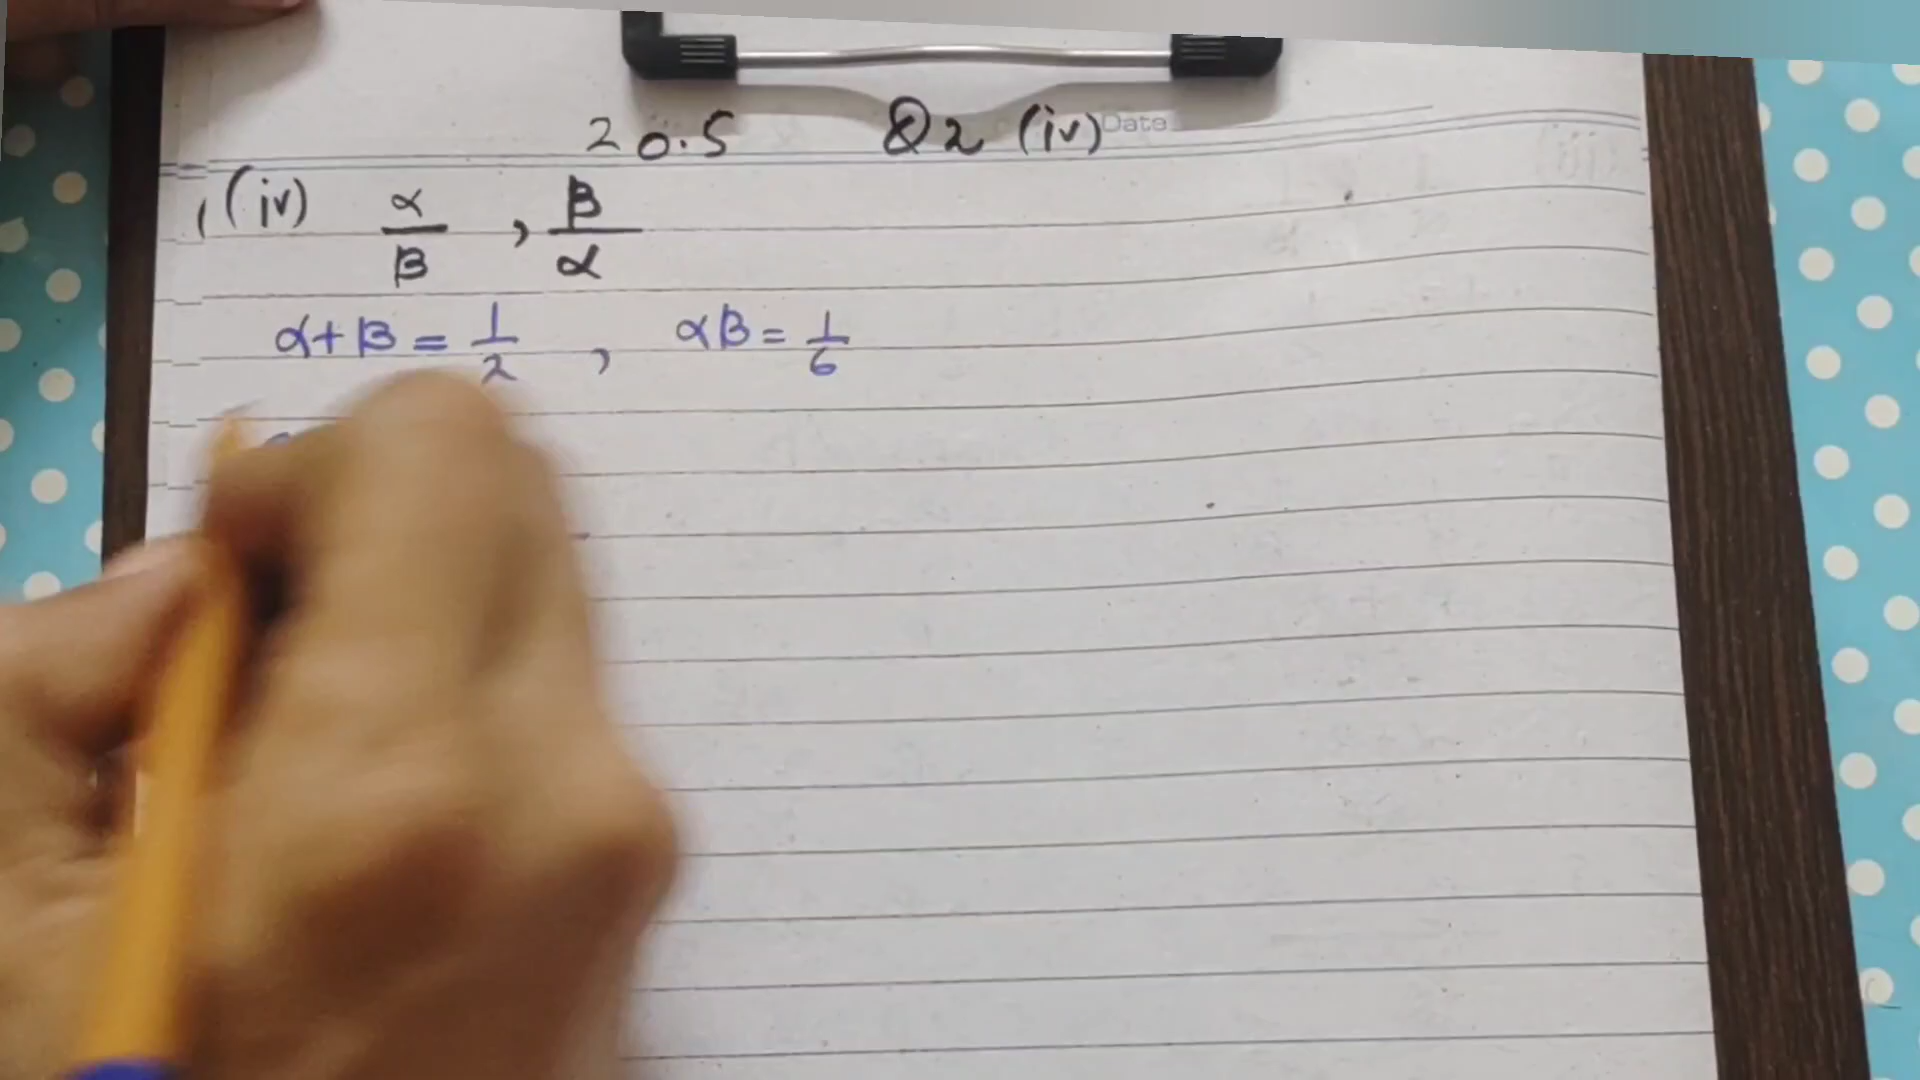 20.5 Q2 (iv) Date
(iv) α/β , β/α
α+β = 1/2 , αβ = 1/6